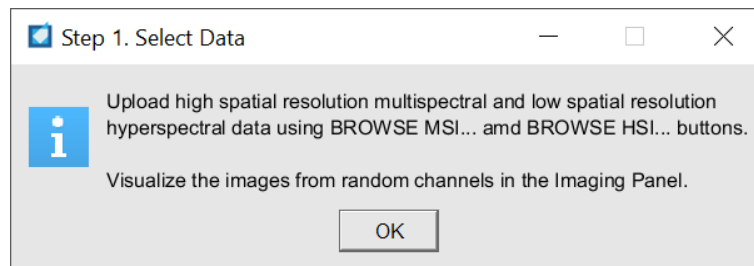 Step 1. Select Data
Upload high spatial resolution multispectral and low spatial resolution
hyperspectral data using BROWSE MSI... amd BROWSE HSI... buttons.
Visualize the images from random channels in the Imaging Panel.
OK